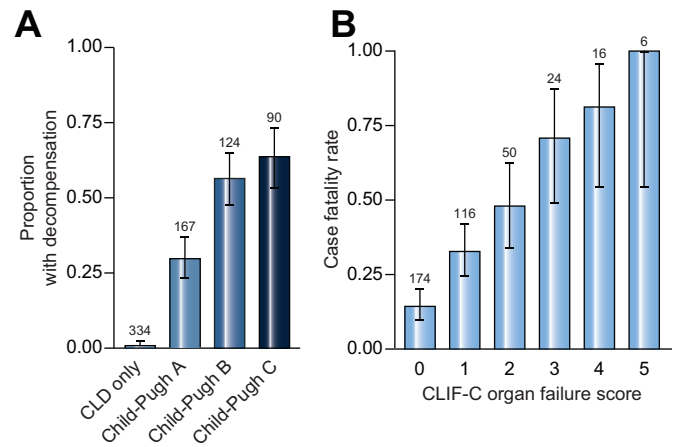 A
Proportion
with decompensation
1.00
0.75
0.50
0.25
0.00
334
167
124
90
CLD only
Child-Pugh A
Child-Pugh B
Child-Pugh C
B
Case fatality rate
1.00
0.75
0.50
0.25
0.00
174
116
50
24
16
6
0 1 2 3 4 5
CLIF-C organ failure score